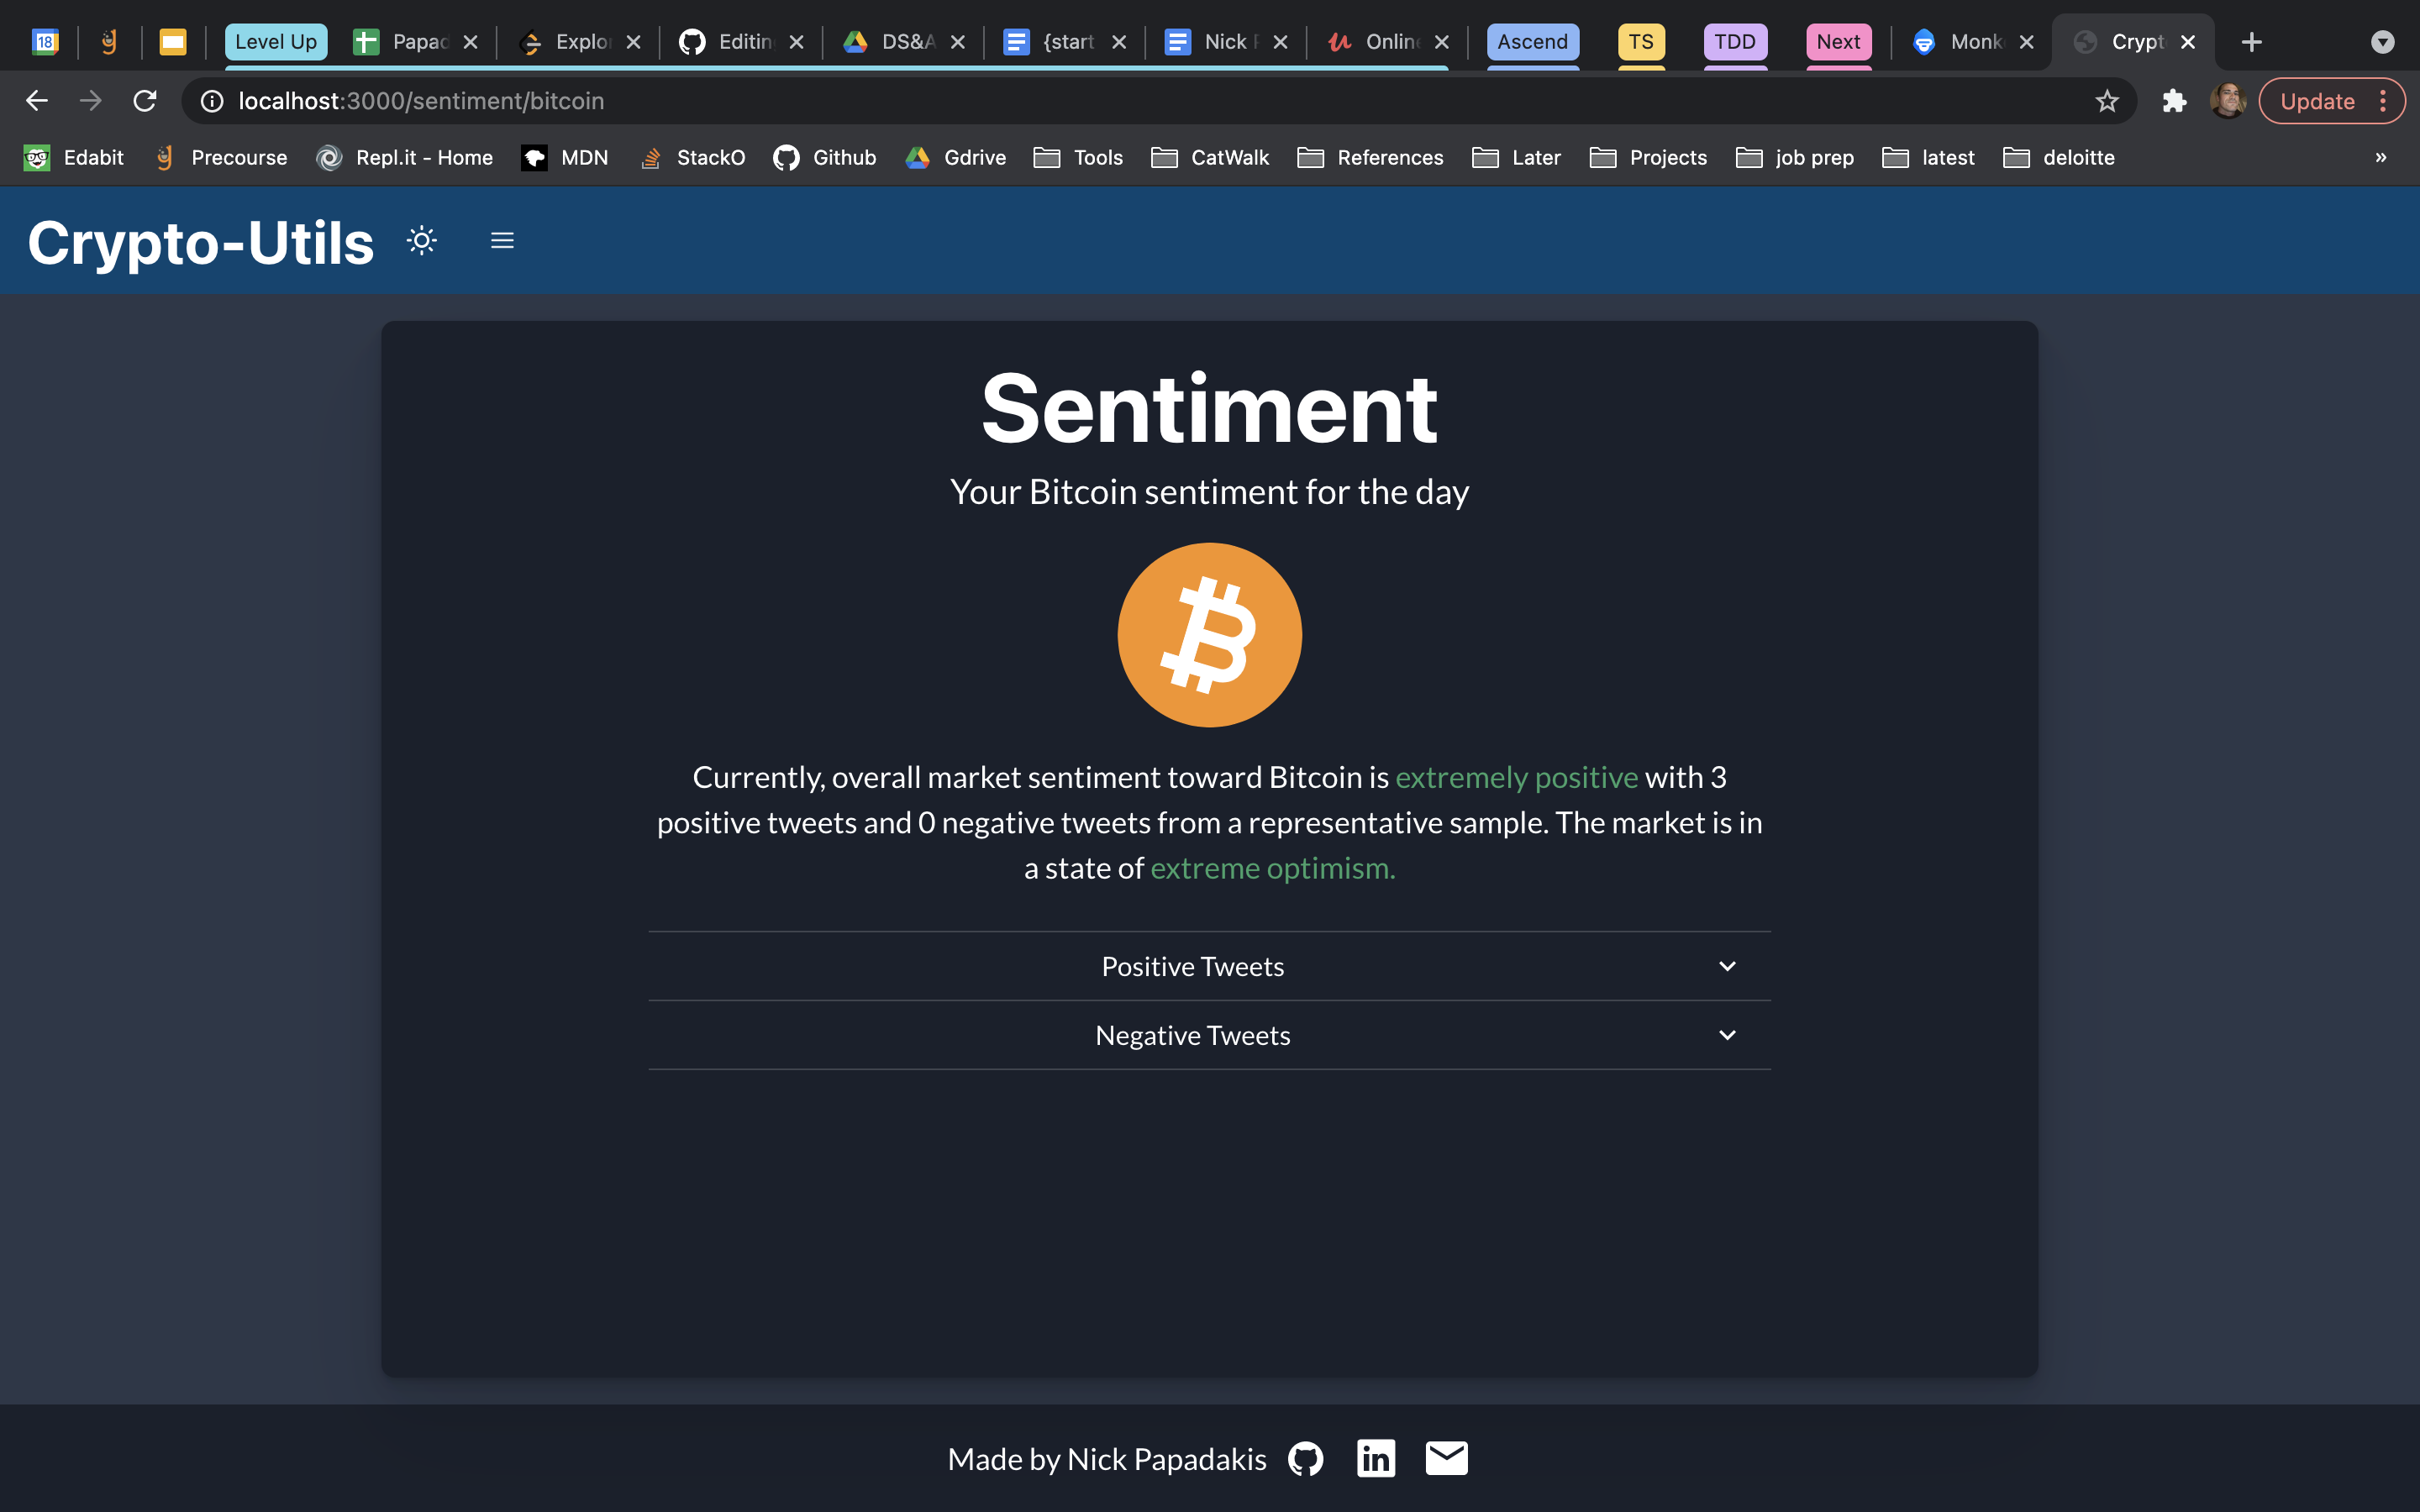 18
Level Up
Papad
Explo
Editin
DS&A
{start
Nick
Online
Ascend
TS
TDD
Next
Monk
Crypt
localhost:3000/sentiment/bitcoin
Update
Edabit
Precourse
Repl.it - Home
MDN
StackO
Github
Gdrive
Tools
CatWalk
References
Later
Projects
job prep
latest
deloitte
»
Crypto-Utils
Sentiment
Your Bitcoin sentiment for the day
Currently, overall market sentiment toward Bitcoin is extremely positive with 3
positive tweets and 0 negative tweets from a representative sample. The market is in
a state of extreme optimism.
Positive Tweets
Negative Tweets
Made by Nick Papadakis
in